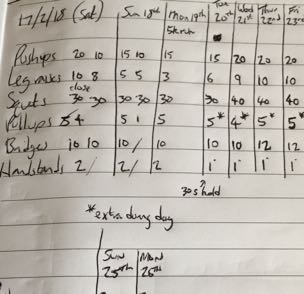 17/2/18 (Sat) Sun 18th Mon 19th Tue 20th Wed 21st Thur 22nd Fri 23rd
5k run
Pushups 20 10 15 10 15 15 20 20 20
Leg raises 10 8 5 5 3 6 9 10 10
close
Squats 30 30 30 30 30 30 40 40 40
Pullups 5 4 5 1 5 5* 4* 5* 5*
Bridges 10 10 10 / 10 10 10 12 12
Handstands 2 / 2 / 2 1 1 1 1
30s hold
*extra during day
Sun 25th Mon 26th